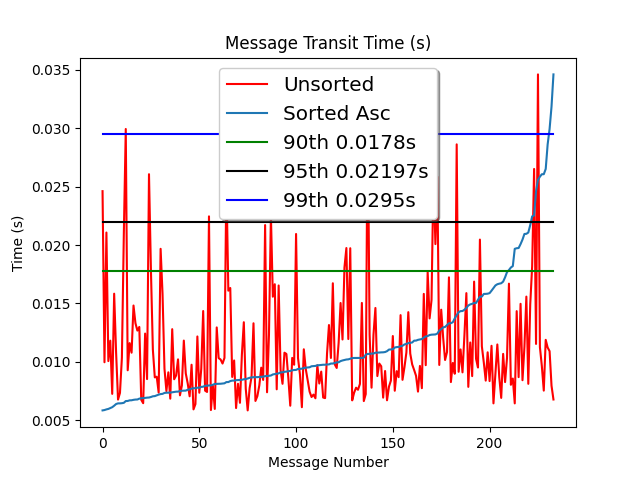 Message Transit Time (s)
Unsorted
Sorted Asc
90th 0.0178s
95th 0.02197s
99th 0.0295s
0.035
0.030
0.025
0.020
0.015
0.010
0.005
Time (s)
0 50 100 150 200
Message Number